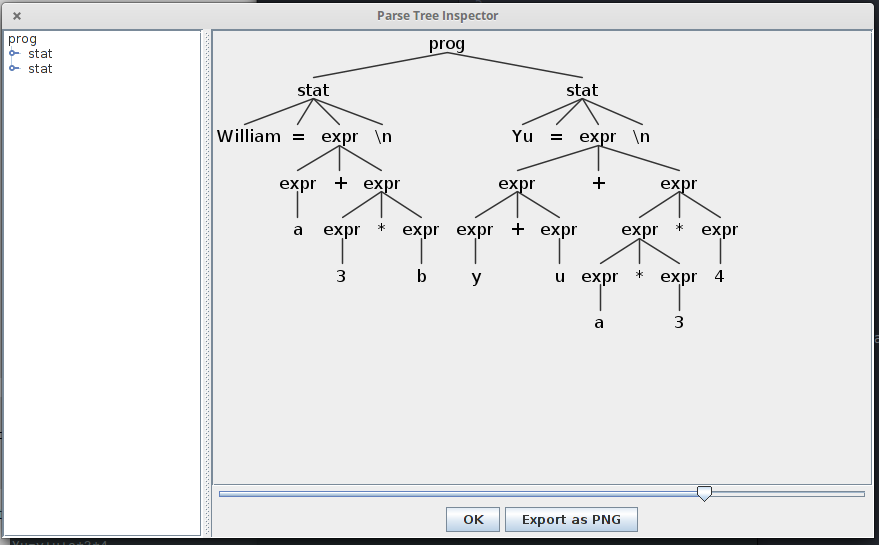 Parse Tree Inspector
prog
stat
stat
prog
stat stat
William = expr \n Yu = expr \n
expr + expr expr + expr
a expr * expr expr + expr expr * expr
3 b y u expr * expr 4
a 3
OK Export as PNG